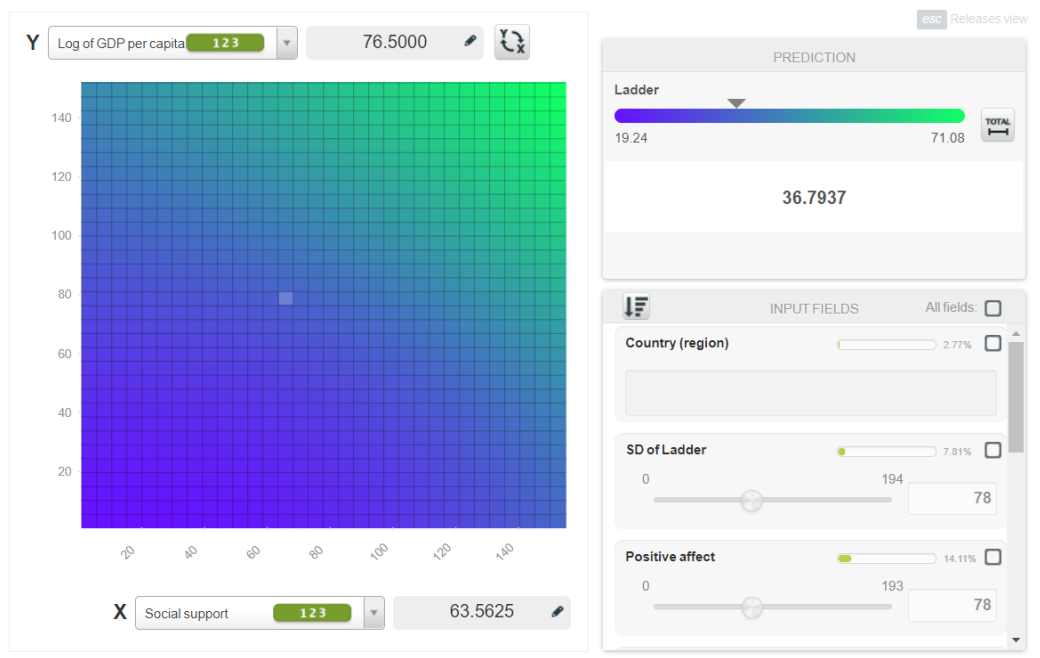 esc Releases view
Y Log of GDP per capita 123 76.5000 Y X
140
120
100
80
60
40
20
20 40 60 80 100 120 140
X Social support 123 63.5625
PREDICTION
Ladder
19.24 71.08
TOTAL
36.7937
INPUT FIELDS All fields:
Country (region) 2.77%
SD of Ladder 7.81%
0 194
78
Positive affect 14.11%
0 193
78